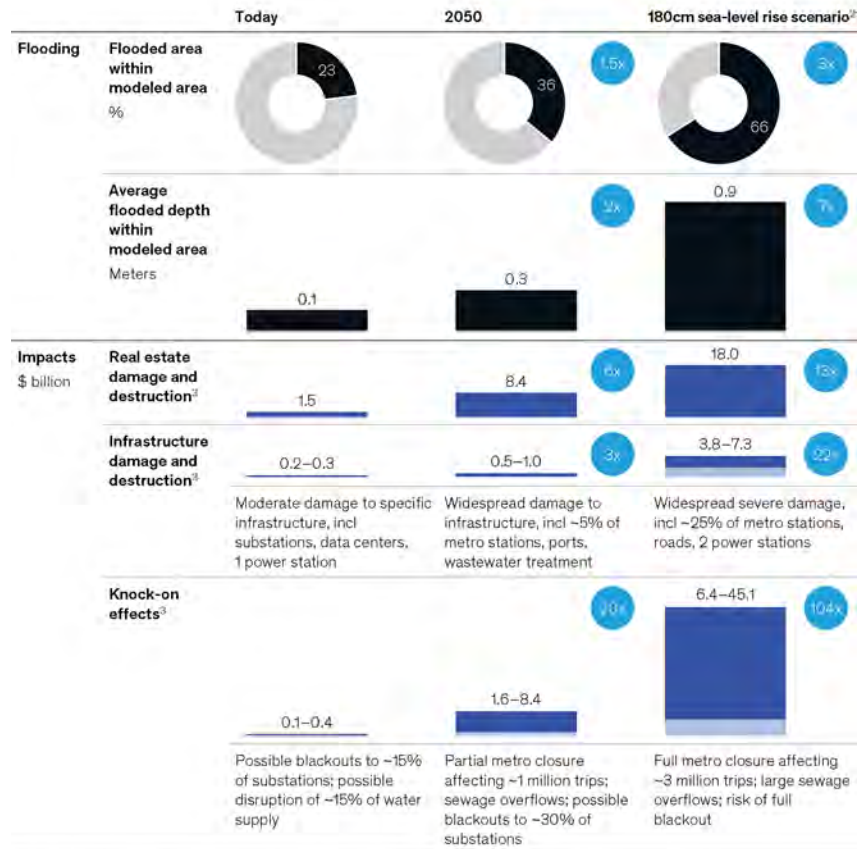 Today 2050 180cm sea-level rise scenario²
Flooding
Flooded area
within
modeled area
%
23
36
1.5x
66
3x
Average
flooded depth
within
modeled area
Meters
0.1
0.3
2x
0.9
7x
Impacts
$ billion
Real estate
damage and
destruction²
1.5
8.4
6x
18.0
13x
Infrastructure
damage and
destruction³
0.2–0.3
0.5–1.0
3x
3.8–7.3
22x
Moderate damage to specific
infrastructure, incl
substations, data centers,
1 power station
Widespread damage to
infrastructure, incl ~5% of
metro stations, ports,
wastewater treatment
Widespread severe damage,
incl ~25% of metro stations,
roads, 2 power stations
Knock-on
effects³
0.1–0.4
1.6–8.4
20x
6.4–45.1
104x
Possible blackouts to ~15%
of substations; possible
disruption of ~15% of water
supply
Partial metro closure
affecting ~1 million trips;
sewage overflows; possible
blackouts to ~30% of
substations
Full metro closure affecting
~3 million trips; large sewage
overflows; risk of full
blackout